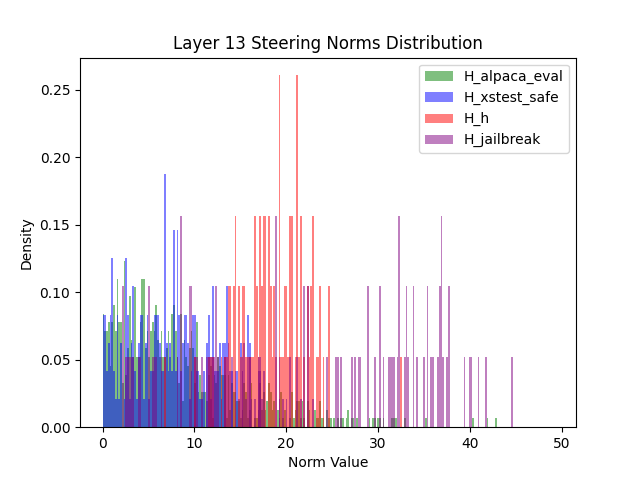 Layer 13 Steering Norms Distribution
H_alpaca_eval
H_xstest_safe
H_h
H_jailbreak
Density
0.25
0.20
0.15
0.10
0.05
0.00
0 10 20 30 40 50
Norm Value